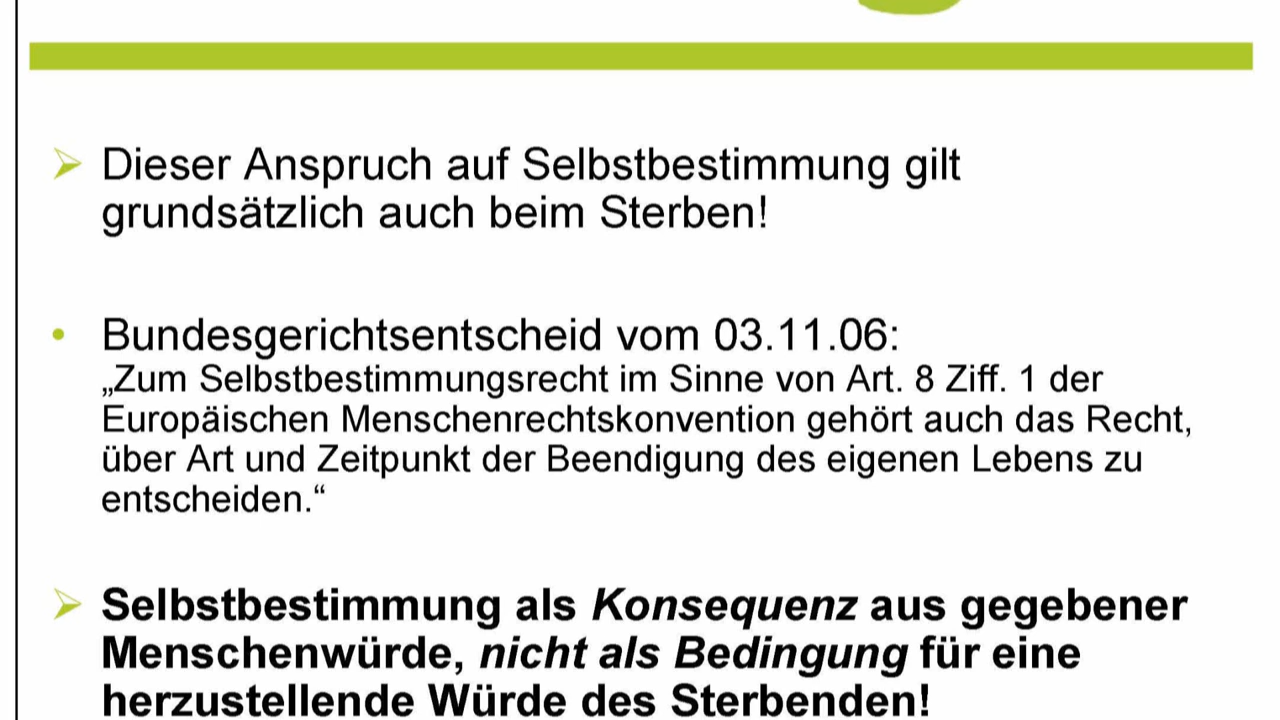 Dieser Anspruch auf Selbstbestimmung gilt
grundsätzlich auch beim Sterben!
Bundesgerichtsentscheid vom 03.11.06:
„Zum Selbstbestimmungsrecht im Sinne von Art. 8 Ziff. 1 der
Europäischen Menschenrechtskonvention gehört auch das Recht,
über Art und Zeitpunkt der Beendigung des eigenen Lebens zu
entscheiden.“
Selbstbestimmung als Konsequenz aus gegebener
Menschenwürde, nicht als Bedingung für eine
herzustellende Würde des Sterbenden!